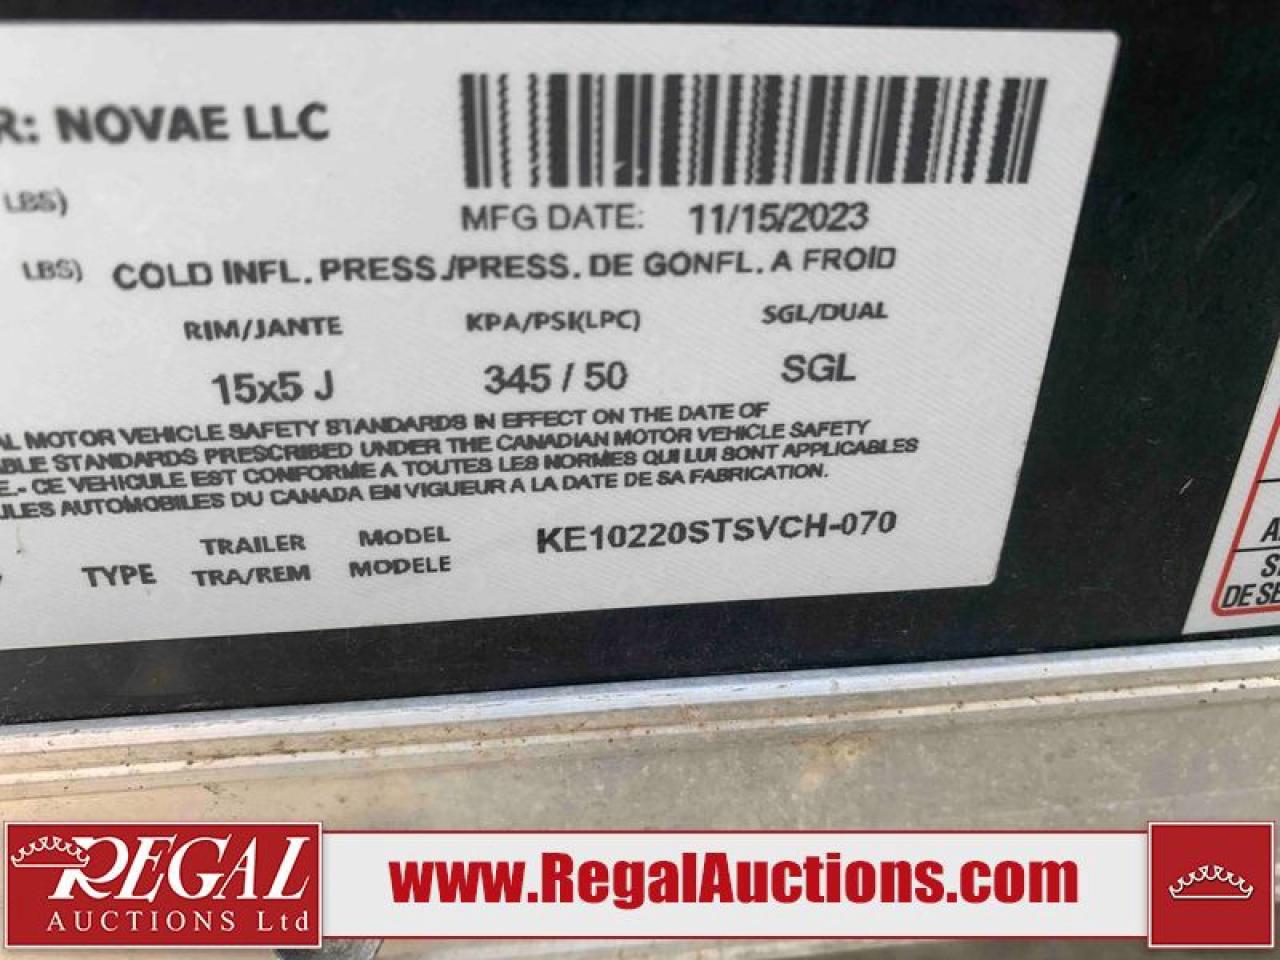 R: NOVAE LLC
LBS)
MFG DATE: 11/15/2023
LBS) COLD INFL. PRESS./PRESS. DE GONFL. A FROID
RIM/JANTE KPA/PSI(LPC) SGL/DUAL
15x5 J 345 / 50 SGL
AL MOTOR VEHICLE SAFETY STANDARDS IN EFFECT ON THE DATE OF
ABLE STANDARDS PRESCRIBED UNDER THE CANADIAN MOTOR VEHICLE SAFETY
E.- CE VEHICULE EST CONFORME A TOUTES LES NORMES QUI LUI SONT APPLICABLES
ULES AUTOMOBILES DU CANADA EN VIGUEUR A LA DATE DE SA FABRICATION.
TYPE TRAILER MODEL KE10220STSVCH-070
TRA/REM MODELE
DE SE
REGAL
AUCTIONS Ltd
www.RegalAuctions.com